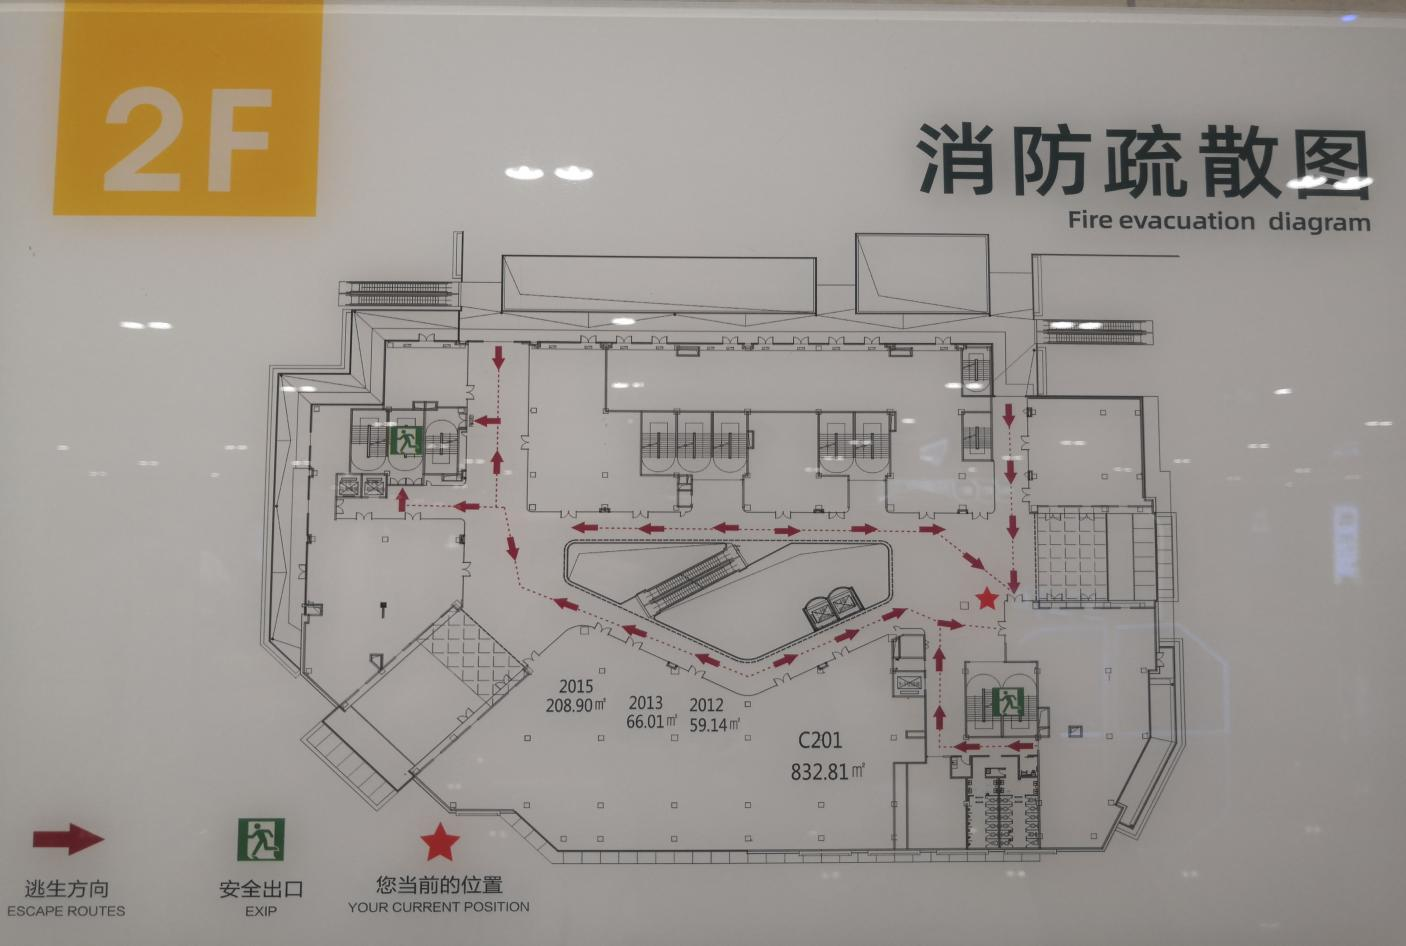 2F
消防疏散图
Fire evacuation diagram
2015
208.90㎡
2013
66.01㎡
2012
59.14㎡
C201
832.81㎡
逃生方向
ESCAPE ROUTES
安全出口
EXIP
您当前的位置
YOUR CURRENT POSITION